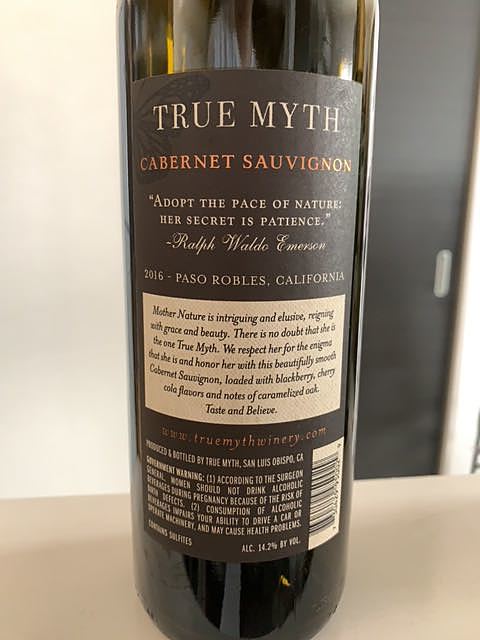 TRUE MYTH
CABERNET SAUVIGNON
“ADOPT THE PACE OF NATURE:
HER SECRET IS PATIENCE.”
-Ralph Waldo Emerson
2016 - PASO ROBLES, CALIFORNIA
Mother Nature is intriguing and elusive, reigning
with grace and beauty. There is no doubt that she is
the one True Myth. We respect her for the enigma
that she is and honor her with this beautifully smooth
Cabernet Sauvignon, loaded with blackberry, cherry
cola flavors and notes of caramelized oak.
Taste and Believe.
www.truemythwinery.com
PRODUCED & BOTTLED BY TRUE MYTH, SAN LUIS OBISPO, CA
GOVERNMENT WARNING: (1) ACCORDING TO THE SURGEON
GENERAL WOMEN SHOULD NOT DRINK ALCOHOLIC
BEVERAGES DURING PREGNANCY BECAUSE OF THE RISK OF
BIRTH DEFECTS. (2) CONSUMPTION OF ALCOHOLIC
BEVERAGES IMPAIRS YOUR ABILITY TO DRIVE A CAR OR
OPERATE MACHINERY, AND MAY CAUSE HEALTH PROBLEMS.
CONTAINS SULFITES
ALC. 14.2% BY VOL.